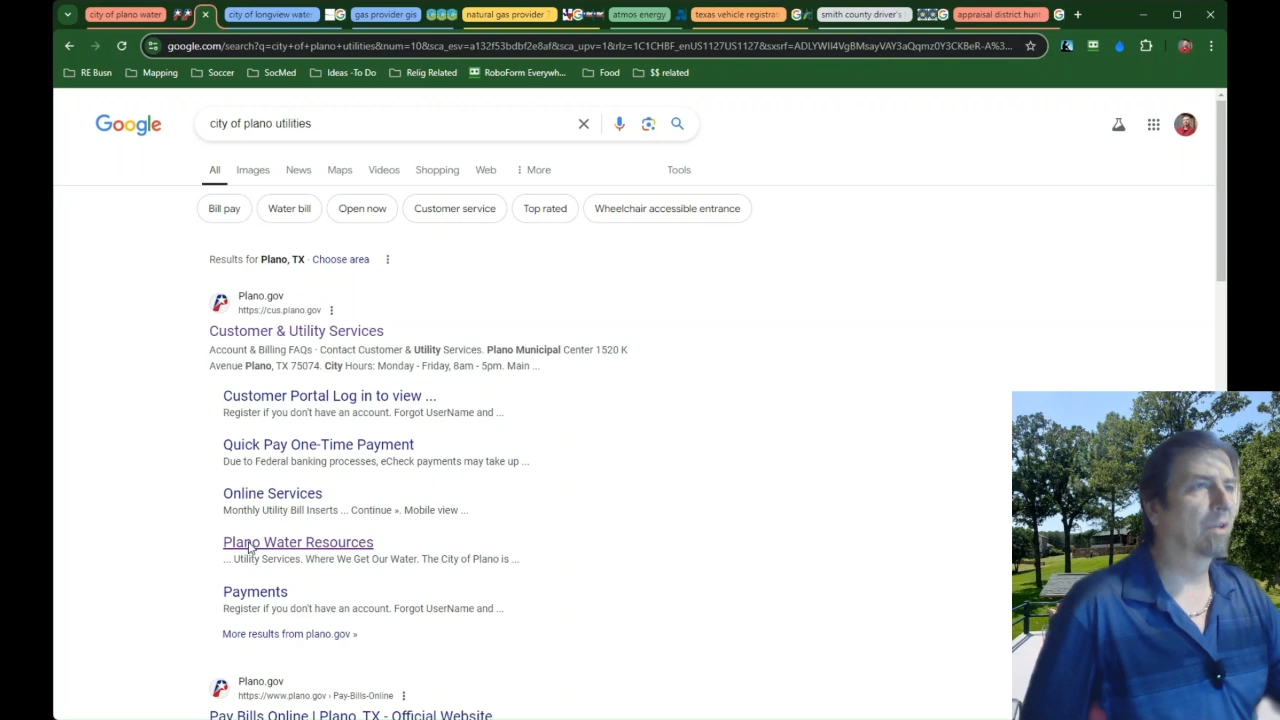 city of plano water
city of longview water
gas provider gis
natural gas provider 7
atmos energy
texas vehicle registrati
smith county driver's l
appraisal district hunt
google.com/search?q=city+of+plano+utilities&num=10&sca_esv=a132f53bdbf2e8af&sca_upv=1&rlz=1C1CHBF_enUS1127US1127&sxsrf=ADLYWIl4VgBMsayVAY3aQqmz0Y3CKBeR-A%3...
RE Busn
Mapping
Soccer
SocMed
Ideas -To Do
Relig Related
RoboForm Everywh...
Food
$$ related
Google
city of plano utilities
All
Images
News
Maps
Videos
Shopping
Web
More
Tools
Bill pay
Water bill
Open now
Customer service
Top rated
Wheelchair accessible entrance
Results for Plano, TX · Choose area
Plano.gov
https://cus.plano.gov
Customer & Utility Services
Account & Billing FAQs · Contact Customer & Utility Services. Plano Municipal Center 1520 K
Avenue Plano, TX 75074. City Hours: Monday - Friday, 8am - 5pm. Main ...
Customer Portal Log in to view ...
Register if you don't have an account. Forgot UserName and ...
Quick Pay One-Time Payment
Due to Federal banking processes, eCheck payments may take up ...
Online Services
Monthly Utility Bill Inserts ... Continue ». Mobile view ...
Plano Water Resources
... Utility Services. Where We Get Our Water. The City of Plano is ...
Payments
Register if you don't have an account. Forgot UserName and ...
More results from plano.gov »
Plano.gov
https://www.plano.gov › Pay-Bills-Online
Pay Bills Online | Plano, TX - Official Website